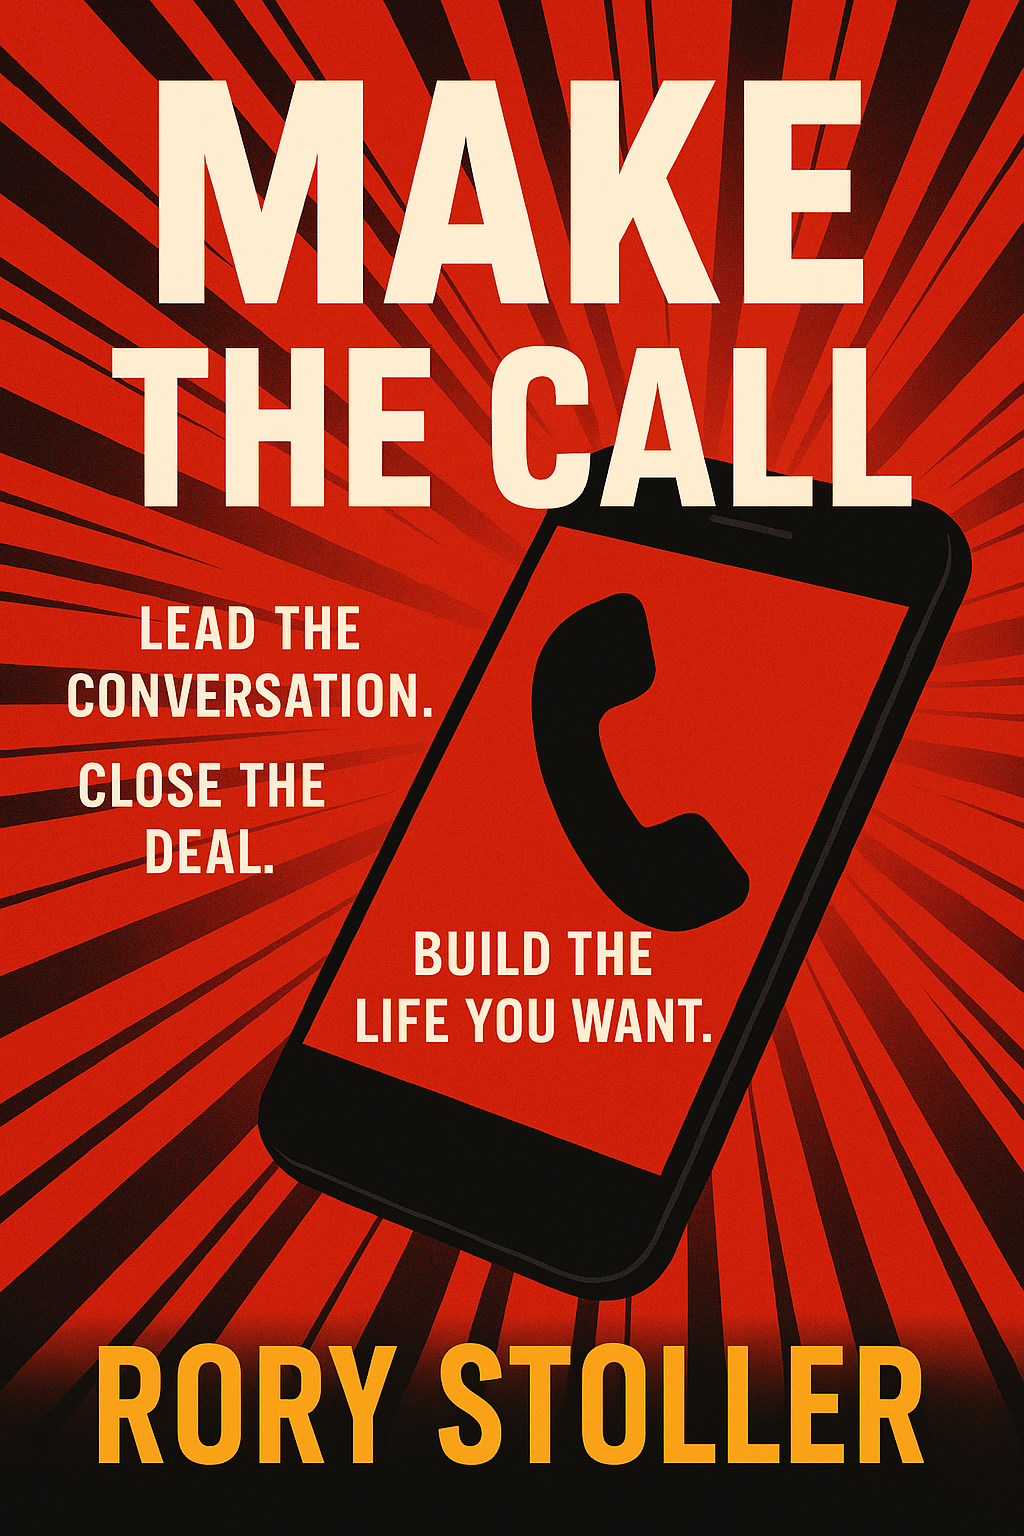 MAKE
THE CALL
LEAD THE
CONVERSATION.
CLOSE THE
DEAL.
BUILD THE
LIFE YOU WANT.
RORY STOLLER